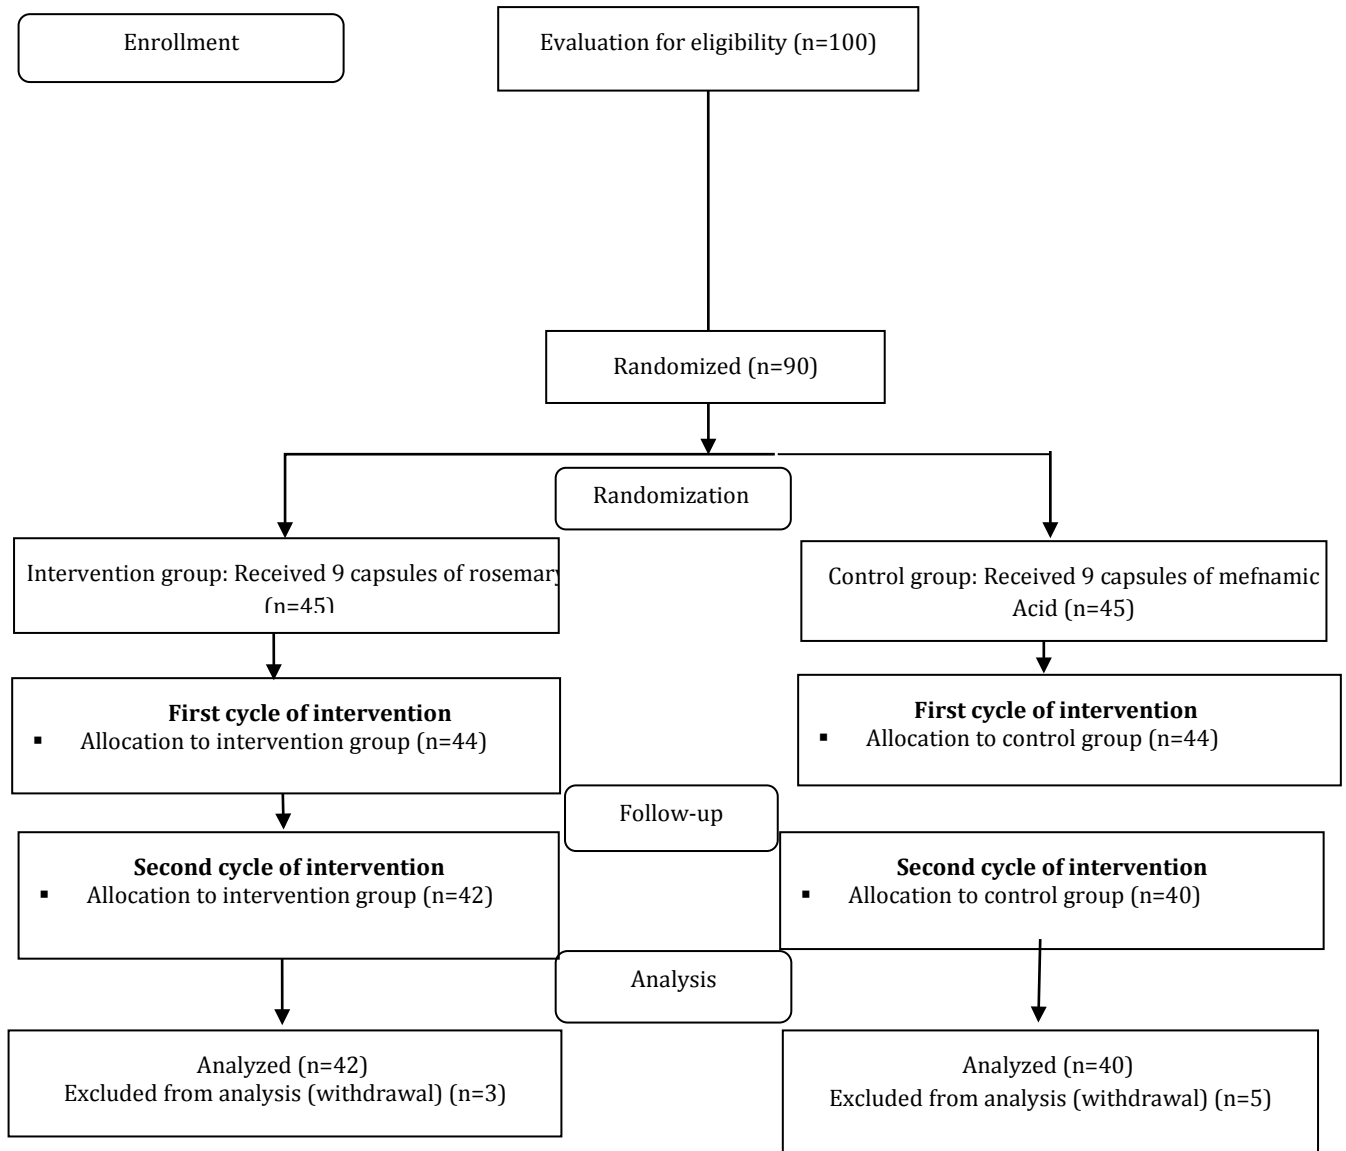 Enrollment
Evaluation for eligibility (n=100)
Randomized (n=90)
Randomization
Intervention group: Received 9 capsules of rosemary
(n=45)
Control group: Received 9 capsules of mefnamic
Acid (n=45)
First cycle of intervention
▪ Allocation to intervention group (n=44)
First cycle of intervention
▪ Allocation to control group (n=44)
Follow-up
Second cycle of intervention
▪ Allocation to intervention group (n=42)
Second cycle of intervention
▪ Allocation to control group (n=40)
Analysis
Analyzed (n=42)
Excluded from analysis (withdrawal) (n=3)
Analyzed (n=40)
Excluded from analysis (withdrawal) (n=5)